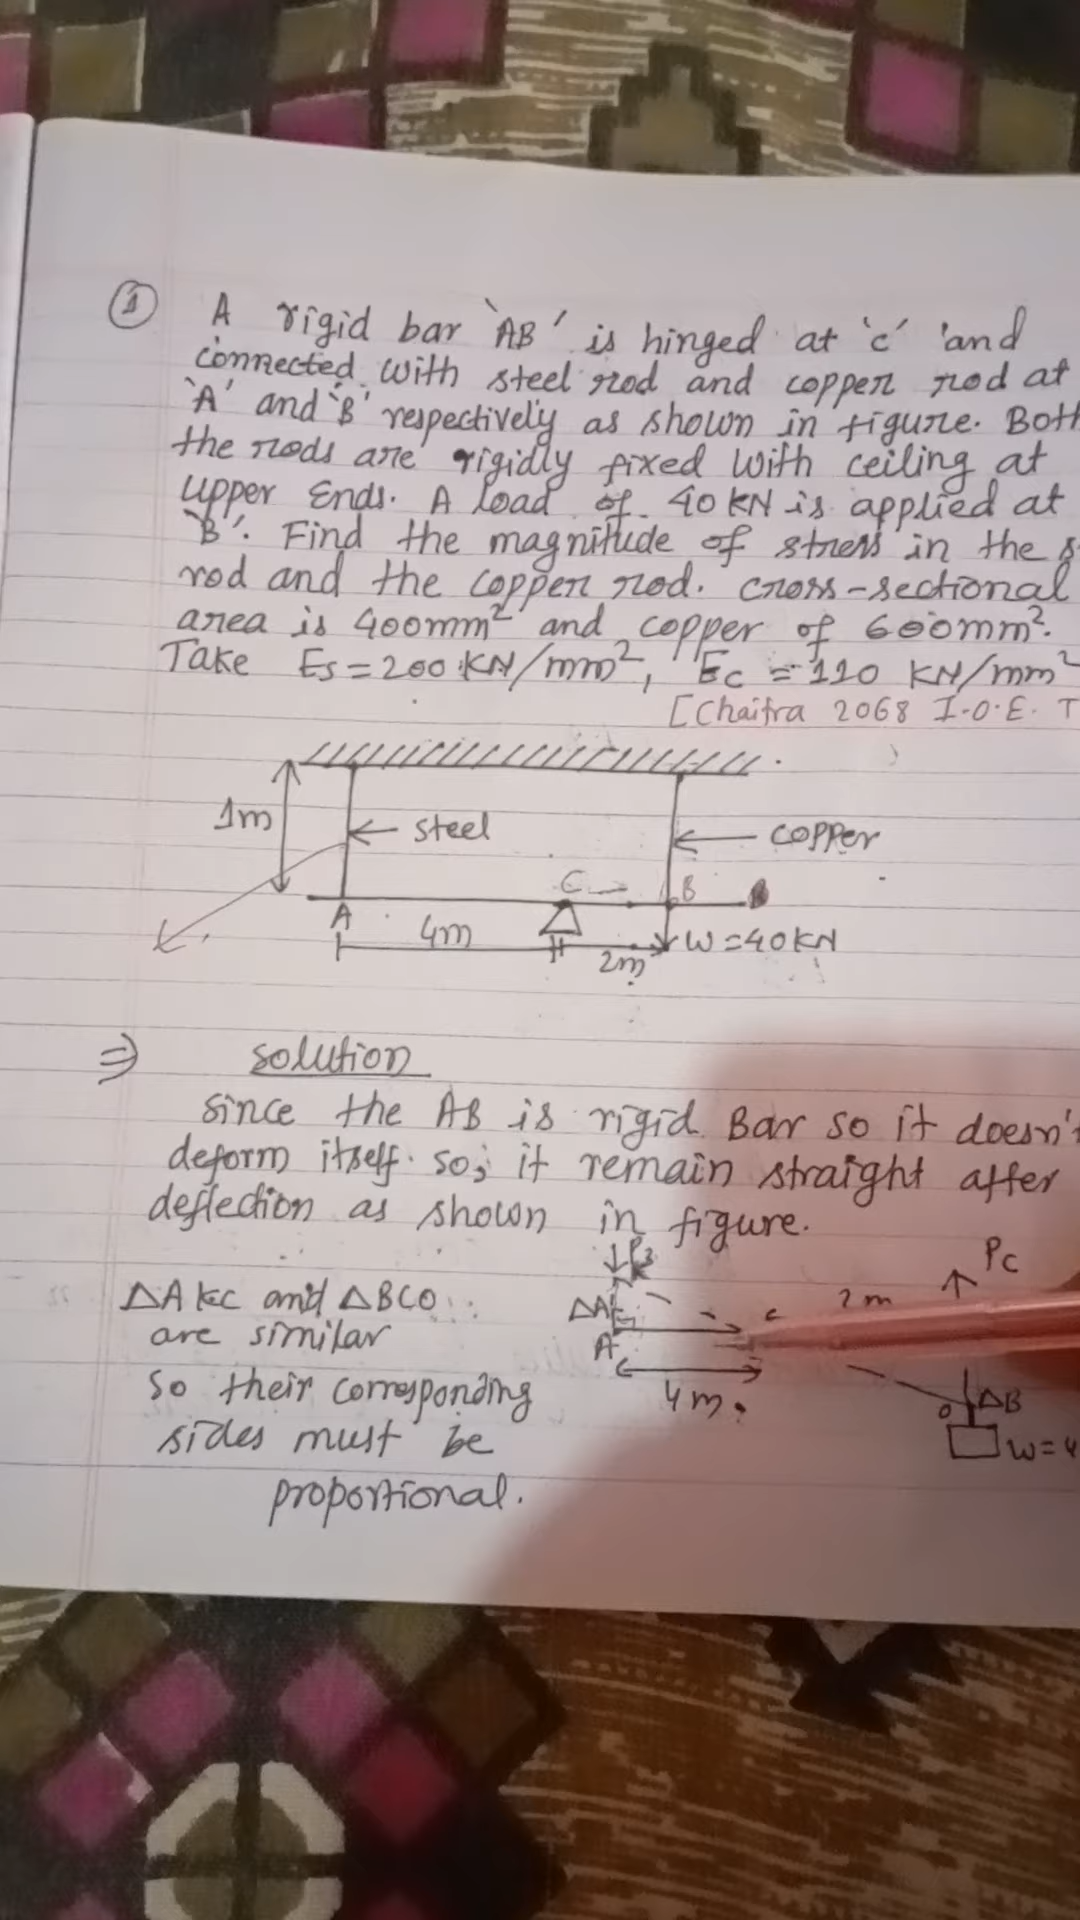 1 A rigid bar 'AB' is hinged at 'c' 'and
connected with steel rod and copper rod at
'A' and 'B' respectively as shown in figure. Both
the rods are rigidly fixed with ceiling at
upper Ends. A load of 40 KN is applied at
'B'. Find the magnitude of stress in the s
rod and the copper rod. cross-sectional
area is 400mm² and copper of 600mm².
Take Es = 200 KN/mm², Ec = 110 KN/mm²
[Chaitra 2068 I.O.E. T
1m
steel
copper
C
B
A
4m
2m
W = 40 KN
⇒ solution
since the AB is rigid Bar so it doesn't
deform itself. so; it remain straight after
deflection as shown in figure.
Pc
ΔAKC and ΔBCO
are similar
so their corresponding
sides must be
proportional.
ΔA
A
2m
4m.
ΔB
O
W = 4